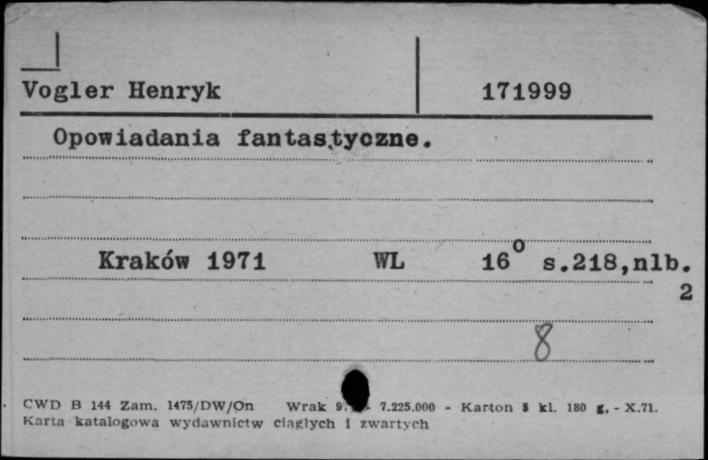 Vogler Henryk 171999
Opowiadania fantastyczne.
Kraków 1971 WL 16° s.218,nlb.
2
8
CWD B 144 Zam. 1475/DW/On Wrak 7.225.000 - Karton kl. 180 g, - X.71.
Karta katalogowa wydawnictw ciągłych i zwartych